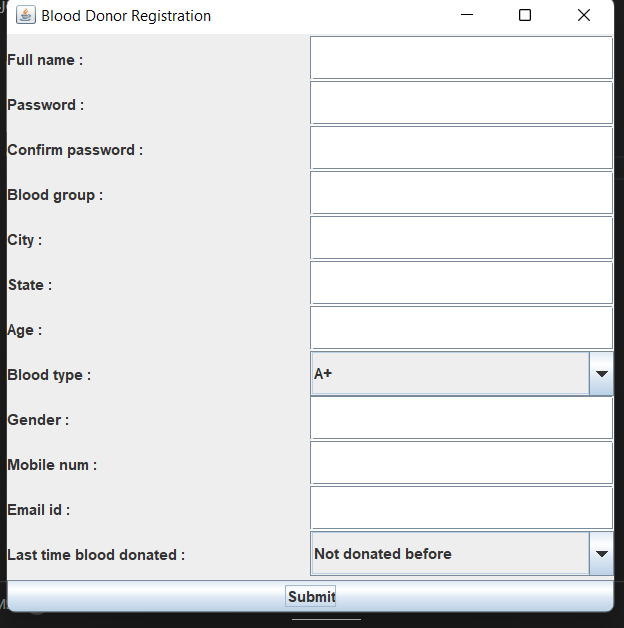 Blood Donor Registration
Full name :
Password :
Confirm password :
Blood group :
City :
State :
Age :
Blood type : A+
Gender :
Mobile num :
Email id :
Last time blood donated : Not donated before
Submit